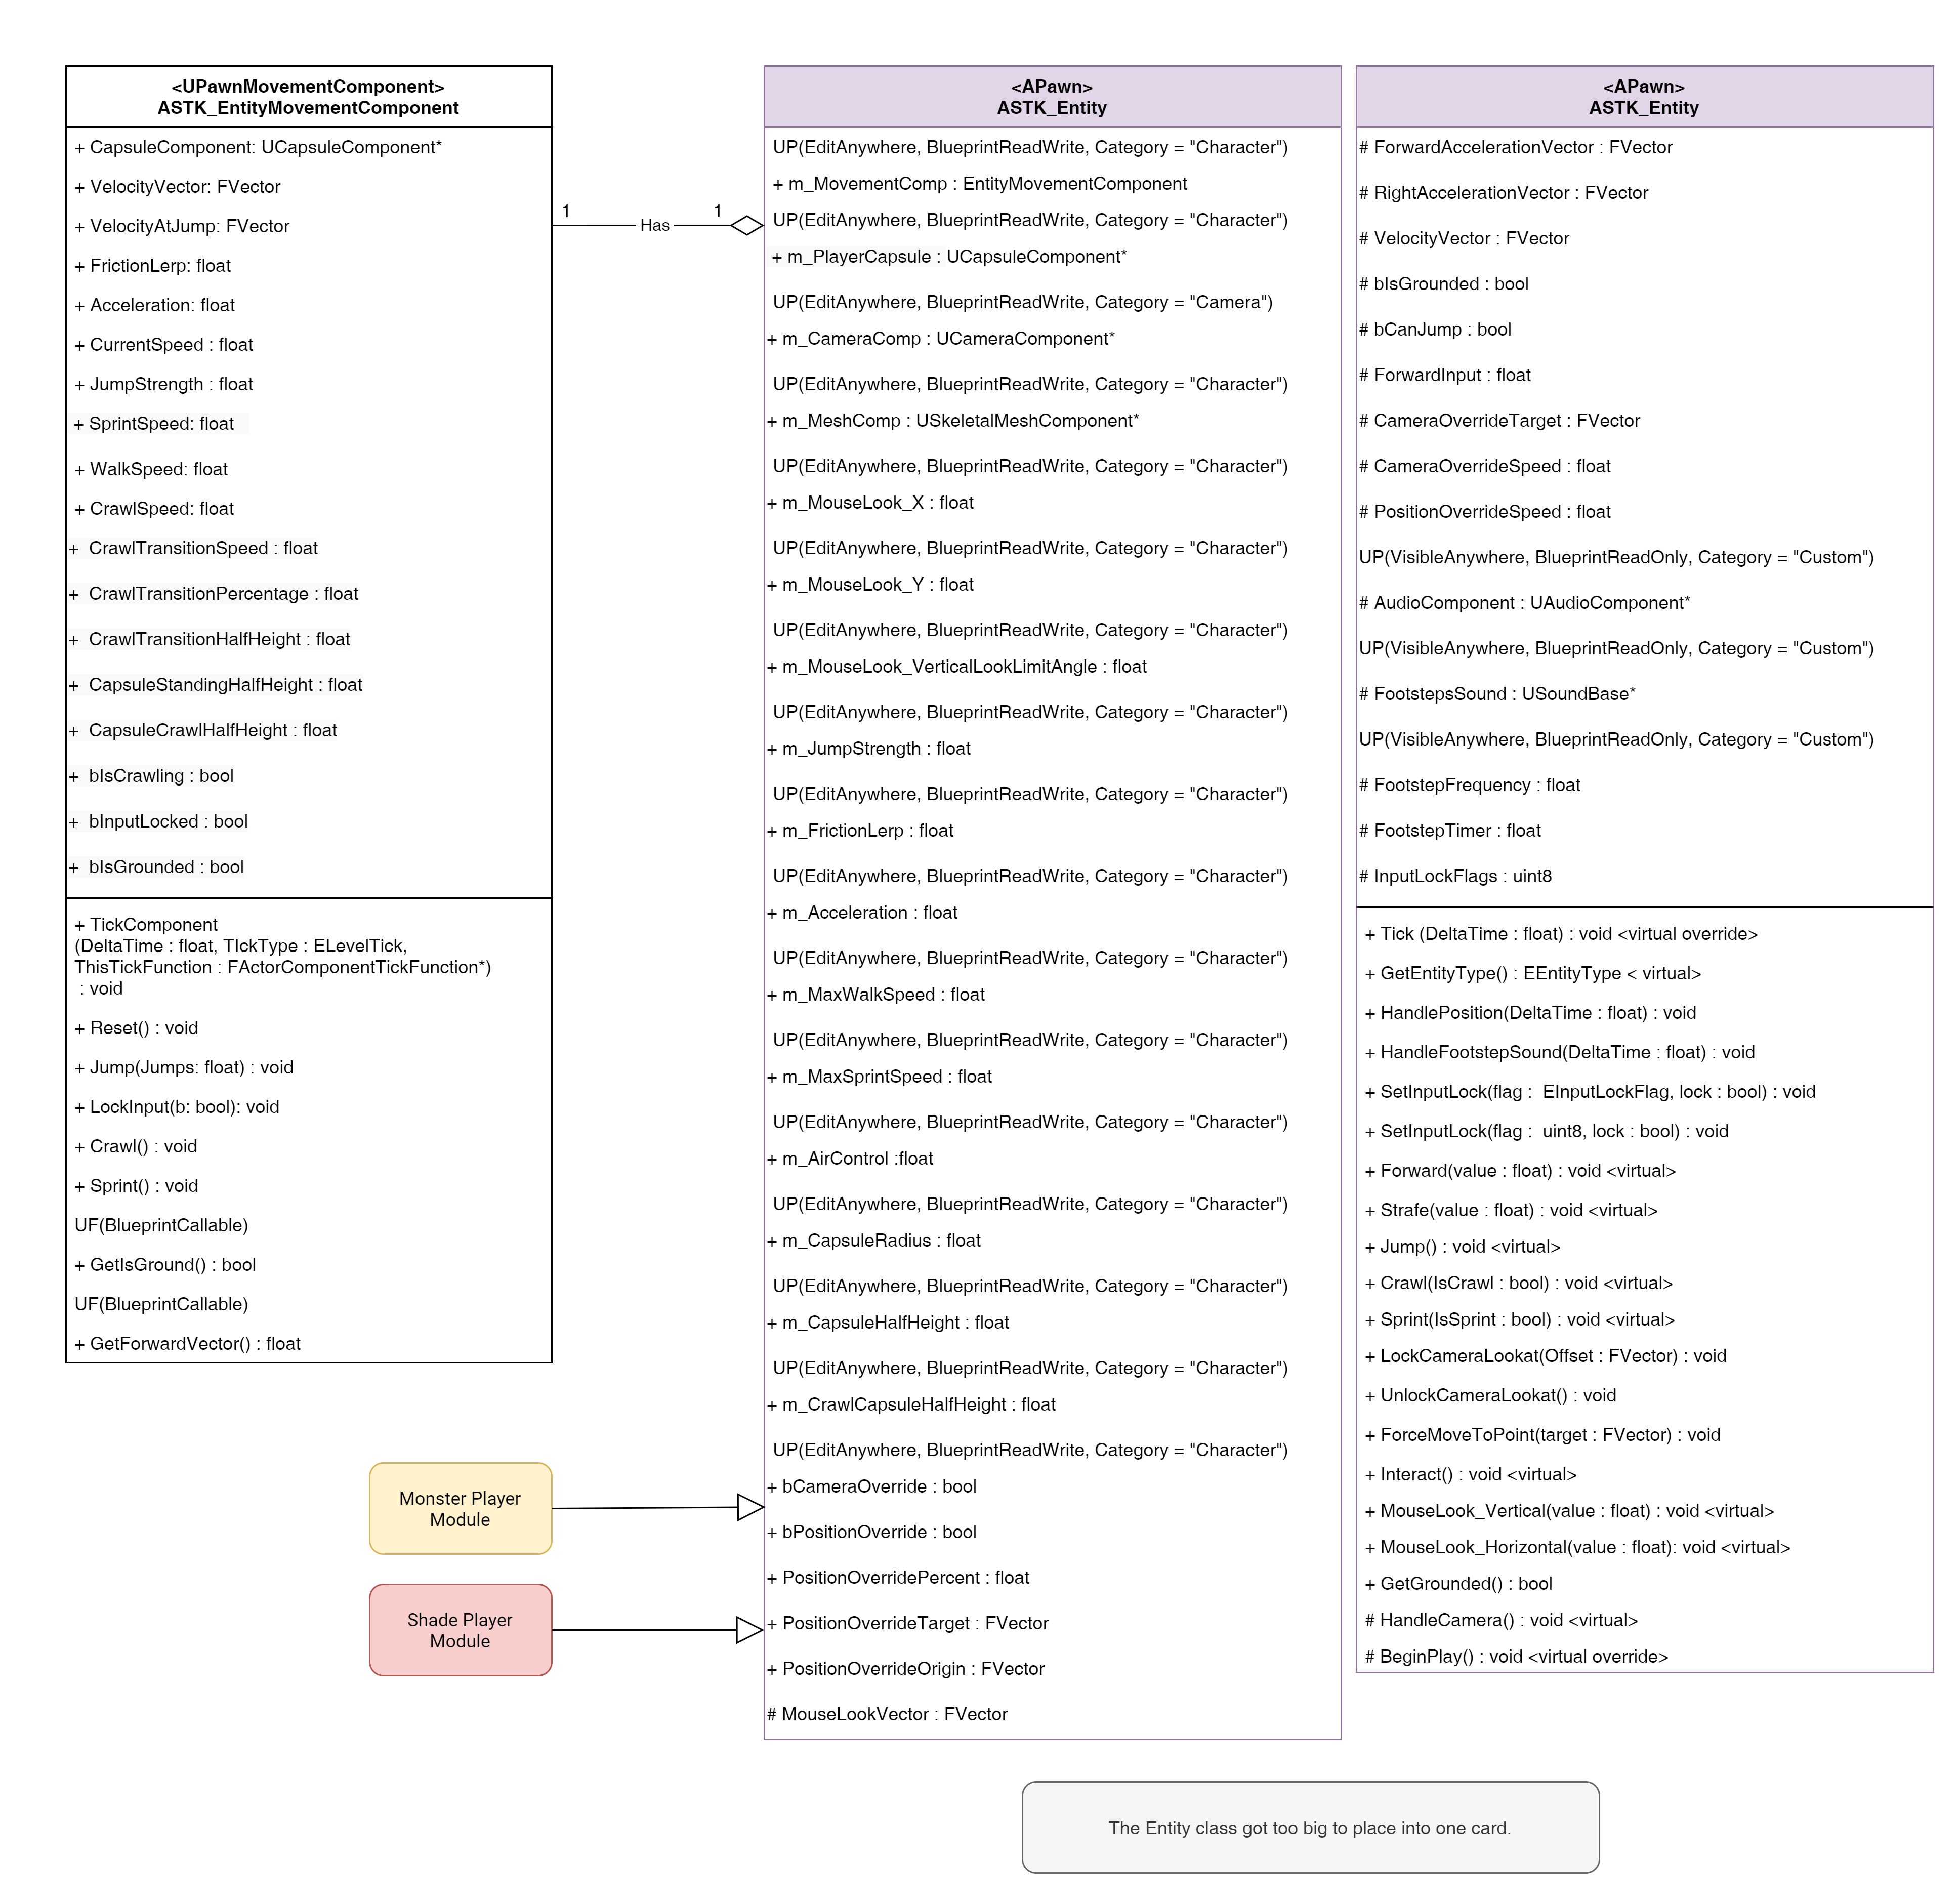 <UPawnMovementComponent>
ASTK_EntityMovementComponent
+ CapsuleComponent: UCapsuleComponent*
+ VelocityVector: FVector
+ VelocityAtJump: FVector
+ FrictionLerp: float
+ Acceleration: float
+ CurrentSpeed : float
+ JumpStrength : float
+ SprintSpeed: float
+ WalkSpeed: float
+ CrawlSpeed: float
+  CrawlTransitionSpeed : float
+  CrawlTransitionPercentage : float
+  CrawlTransitionHalfHeight : float
+  CapsuleStandingHalfHeight : float
+  CapsuleCrawlHalfHeight : float
+  bIsCrawling : bool
+  bInputLocked : bool
+  bIsGrounded : bool
+ TickComponent
(DeltaTime : float, TIckType : ELevelTick,
ThisTickFunction : FActorComponentTickFunction*)
: void
+ Reset() : void
+ Jump(Jumps: float) : void
+ LockInput(b: bool): void
+ Crawl() : void
+ Sprint() : void
UF(BlueprintCallable)
+ GetIsGround() : bool
UF(BlueprintCallable)
+ GetForwardVector() : float
1
Has
1
<APawn>
ASTK_Entity
UP(EditAnywhere, BlueprintReadWrite, Category = "Character")
+ m_MovementComp : EntityMovementComponent
UP(EditAnywhere, BlueprintReadWrite, Category = "Character")
+ m_PlayerCapsule : UCapsuleComponent*
UP(EditAnywhere, BlueprintReadWrite, Category = "Camera")
+ m_CameraComp : UCameraComponent*
UP(EditAnywhere, BlueprintReadWrite, Category = "Character")
+ m_MeshComp : USkeletalMeshComponent*
UP(EditAnywhere, BlueprintReadWrite, Category = "Character")
+ m_MouseLook_X : float
UP(EditAnywhere, BlueprintReadWrite, Category = "Character")
+ m_MouseLook_Y : float
UP(EditAnywhere, BlueprintReadWrite, Category = "Character")
+ m_MouseLook_VerticalLookLimitAngle : float
UP(EditAnywhere, BlueprintReadWrite, Category = "Character")
+ m_JumpStrength : float
UP(EditAnywhere, BlueprintReadWrite, Category = "Character")
+ m_FrictionLerp : float
UP(EditAnywhere, BlueprintReadWrite, Category = "Character")
+ m_Acceleration : float
UP(EditAnywhere, BlueprintReadWrite, Category = "Character")
+ m_MaxWalkSpeed : float
UP(EditAnywhere, BlueprintReadWrite, Category = "Character")
+ m_MaxSprintSpeed : float
UP(EditAnywhere, BlueprintReadWrite, Category = "Character")
+ m_AirControl :float
UP(EditAnywhere, BlueprintReadWrite, Category = "Character")
+ m_CapsuleRadius : float
UP(EditAnywhere, BlueprintReadWrite, Category = "Character")
+ m_CapsuleHalfHeight : float
UP(EditAnywhere, BlueprintReadWrite, Category = "Character")
+ m_CrawlCapsuleHalfHeight : float
UP(EditAnywhere, BlueprintReadWrite, Category = "Character")
+ bCameraOverride : bool
+ bPositionOverride : bool
+ PositionOverridePercent : float
+ PositionOverrideTarget : FVector
+ PositionOverrideOrigin : FVector
# MouseLookVector : FVector
<APawn>
ASTK_Entity
# ForwardAccelerationVector : FVector
# RightAccelerationVector : FVector
# VelocityVector : FVector
# bIsGrounded : bool
# bCanJump : bool
# ForwardInput : float
# CameraOverrideTarget : FVector
# CameraOverrideSpeed : float
# PositionOverrideSpeed : float
UP(VisibleAnywhere, BlueprintReadOnly, Category = "Custom")
# AudioComponent : UAudioComponent*
UP(VisibleAnywhere, BlueprintReadOnly, Category = "Custom")
# FootstepsSound : USoundBase*
UP(VisibleAnywhere, BlueprintReadOnly, Category = "Custom")
# FootstepFrequency : float
# FootstepTimer : float
# InputLockFlags : uint8
+ Tick (DeltaTime : float) : void <virtual override>
+ GetEntityType() : EEntityType < virtual>
+ HandlePosition(DeltaTime : float) : void
+ HandleFootstepSound(DeltaTime : float) : void
+ SetInputLock(flag :  EInputLockFlag, lock : bool) : void
+ SetInputLock(flag :  uint8, lock : bool) : void
+ Forward(value : float) : void <virtual>
+ Strafe(value : float) : void <virtual>
+ Jump() : void <virtual>
+ Crawl(IsCrawl : bool) : void <virtual>
+ Sprint(IsSprint : bool) : void <virtual>
+ LockCameraLookat(Offset : FVector) : void
+ UnlockCameraLookat() : void
+ ForceMoveToPoint(target : FVector) : void
+ Interact() : void <virtual>
+ MouseLook_Vertical(value : float) : void <virtual>
+ MouseLook_Horizontal(value : float): void <virtual>
+ GetGrounded() : bool
# HandleCamera() : void <virtual>
# BeginPlay() : void <virtual override>
Monster Player
Module
Shade Player
Module
The Entity class got too big to place into one card.